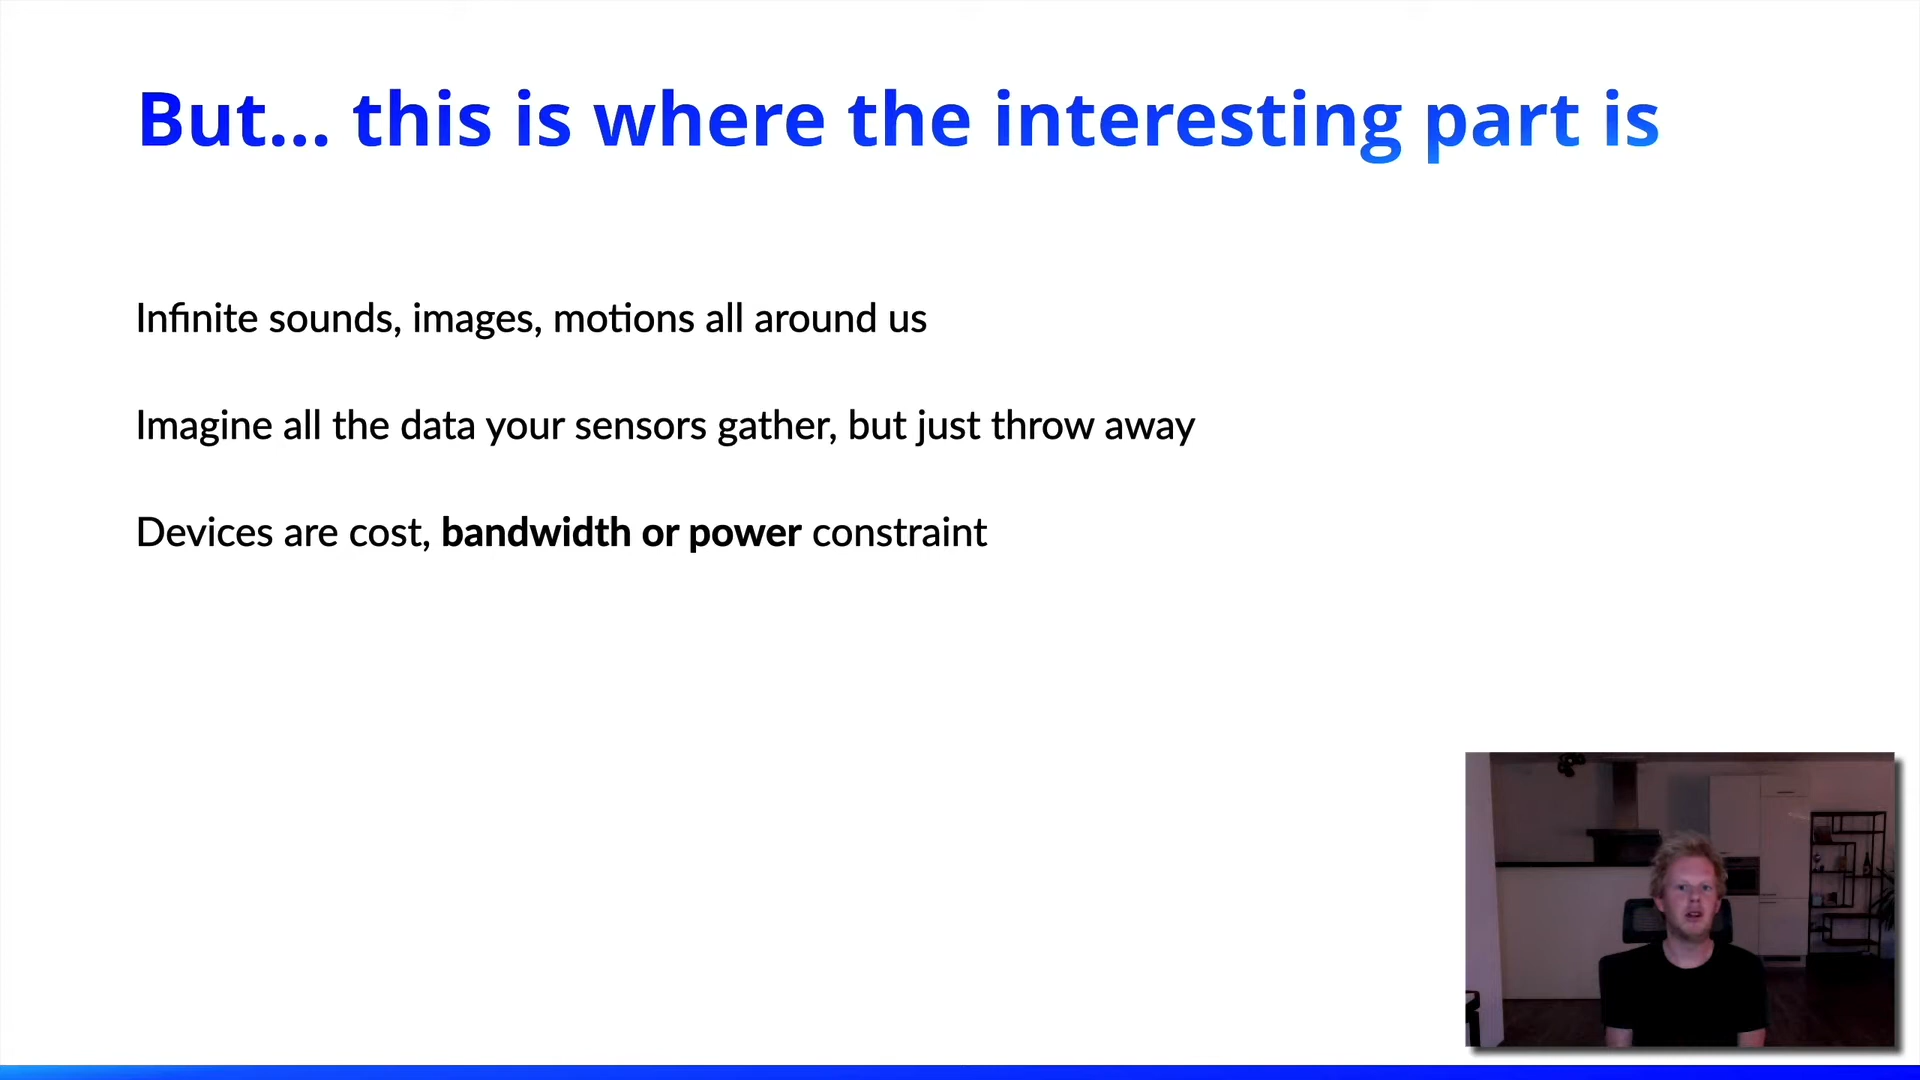 But... this is where the interesting part is
Infinite sounds, images, motions all around us
Imagine all the data your sensors gather, but just throw away
Devices are cost, bandwidth or power constraint